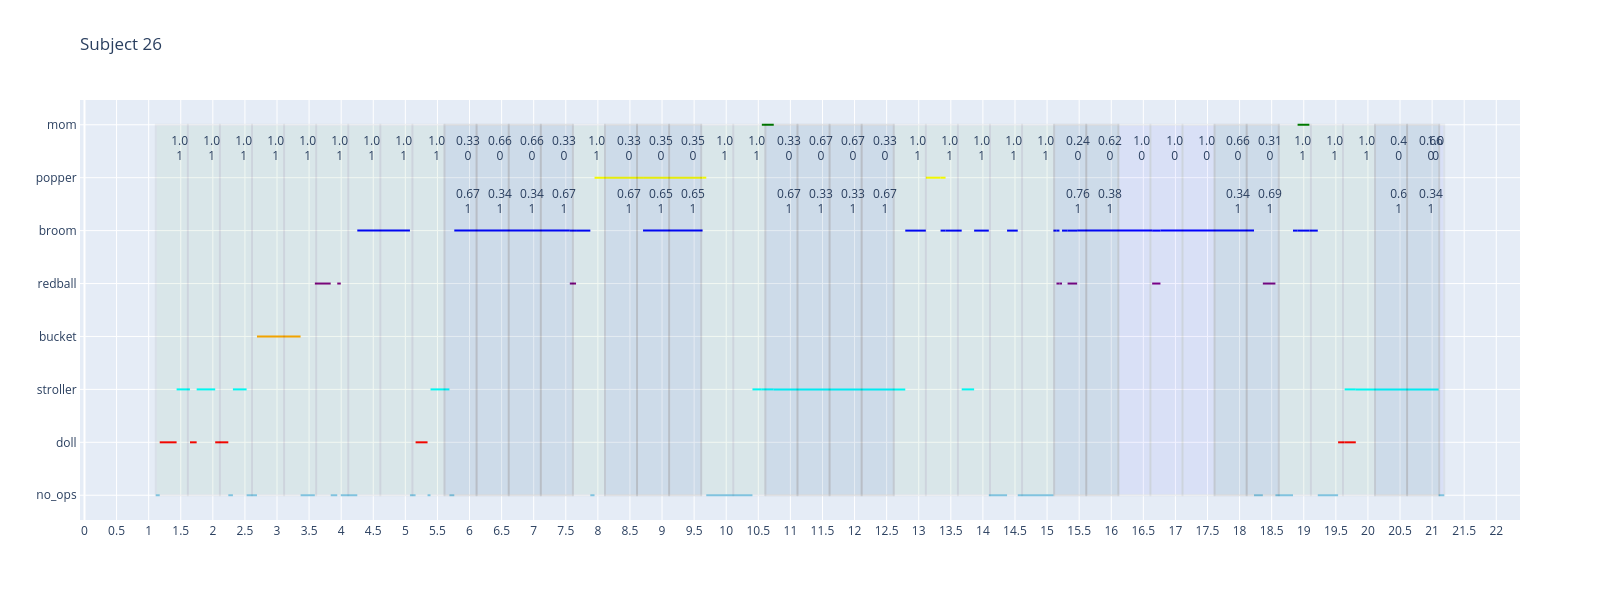 Subject 26
mom
1.0 1.0 1.0 1.0 1.0 1.0 1.0 1.0 1.0 0.33 0.66 0.66 0.33 1.0 0.33 0.35 0.35 1.0 1.0 0.33 0.67 0.67 0.33 1.0 1.0 1.0 1.0 1.0 0.24 0.62 1.0 1.0 1.0 0.66 0.31 1.0 1.0 1.0 0.4
1 1 1 1 1 1 1 1 1 0 0 0 0 1 0 0 0 1 1 0 0 0 0 1 1 1 1 1 0 0 0 0 0 0 0 1 1 1 0
popper
0.67 0.34 0.34 0.67 0.67 0.65 0.65 0.67 0.33 0.33 0.67 0.76 0.38 0.34 0.69 0.6 0.34
1 1 1 1 1 1 1 1 1 1 1 1 1 1 1 1 1
broom
redball
bucket
stroller
doll
no_ops
0 0.5 1 1.5 2 2.5 3 3.5 4 4.5 5 5.5 6 6.5 7 7.5 8 8.5 9 9.5 10 10.5 11 11.5 12 12.5 13 13.5 14 14.5 15 15.5 16 16.5 17 17.5 18 18.5 19 19.5 20 20.5 21 21.5 22